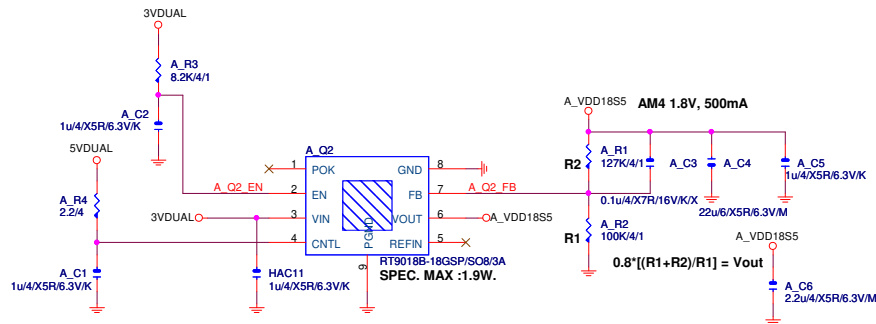 3VDUAL
A_R3
8.2K/4/1
A_C2
1u/4/X5R/6.3V/K
5VDUAL
A_R4
2.2/4
A_Q2_EN
3VDUAL
A_C1
1u/4/X5R/6.3V/K
HAC11
1u/4/X5R/6.3V/K
A_Q2
1 POK GND 8
2 EN FB 7
3 VIN VOUT 6
4 CNTL REFIN 5
PGND
9
RT9018B-18GSP/SO8/3A
SPEC. MAX :1.9W.
A_Q2_FB
A_VDD18S5
A_VDD18S5
AM4 1.8V, 500mA
R2
A_R1
127K/4/1
A_C3
0.1u/4/X7R/16V/K/X
A_C4
22u/6/X5R/6.3V/M
A_C5
1u/4/X5R/6.3V/K
R1
A_R2
100K/4/1
0.8*[(R1+R2)/R1] = Vout
A_VDD18S5
A_C6
2.2u/4/X5R/6.3V/M